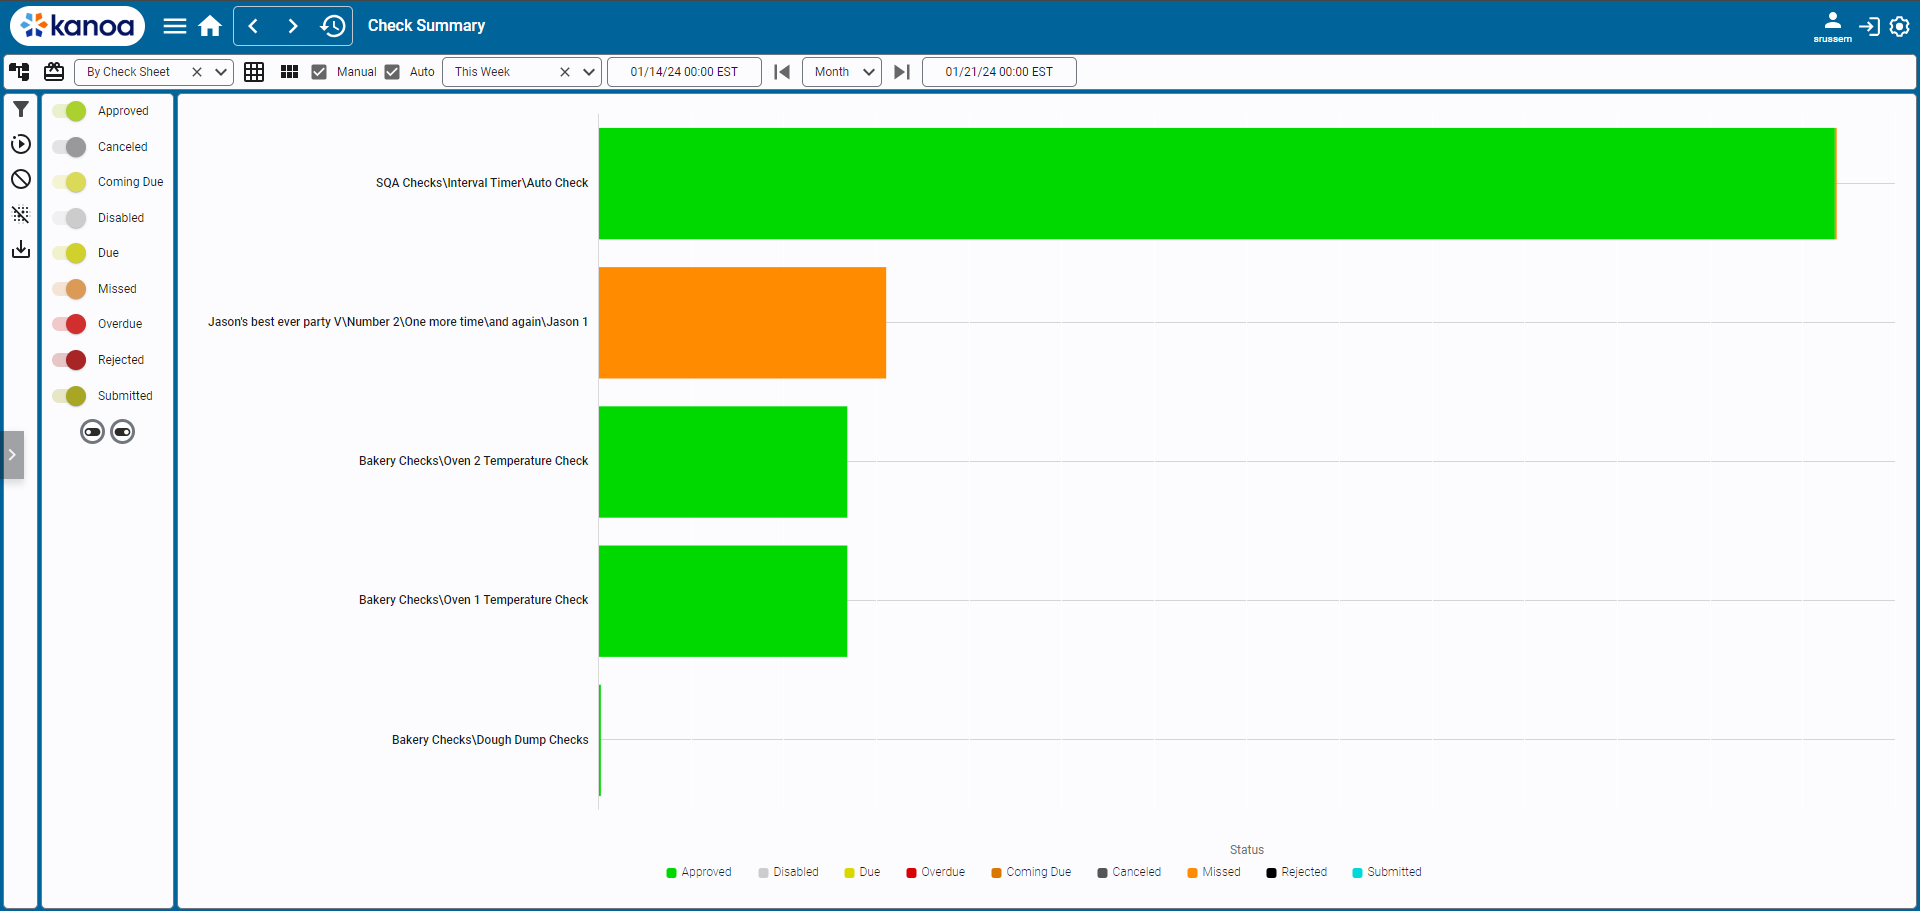 kanoa
Check Summary
srussem
By Check Sheet
Manual
Auto
This Week
01/14/24 00:00 EST
Month
01/21/24 00:00 EST
Approved
Canceled
Coming Due
Disabled
Due
Missed
Overdue
Rejected
Submitted
SQA Checks\Interval Timer\Auto Check
Jason's best ever party V\Number 2\One more time\and again\Jason 1
Bakery Checks\Oven 2 Temperature Check
Bakery Checks\Oven 1 Temperature Check
Bakery Checks\Dough Dump Checks
Status
Approved Disabled Due Overdue Coming Due Canceled Missed Rejected Submitted